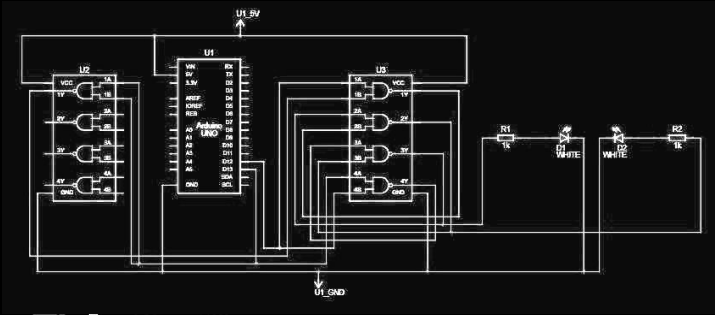 U1_5V
U2
VCC
1A
1Y
1B
2A
2Y
2B
3A
3Y
3B
4A
4Y
4B
GND
U1
VIN
5V
3.3V
AREF
IOREF
RES
A0
A1
A2
A3
A4
A5
GND
Arduino
UNO
RX
TX
D2
D3
D4
D5
D6
D7
D8
D9
D10
D11
D12
D13
SDA
SCL
U3
1A
VCC
1B
1Y
2A
2Y
2B
3A
3Y
3B
4A
4Y
4B
GND
R1
1k
D1
WHITE
D2
WHITE
R2
1k
U1_GND